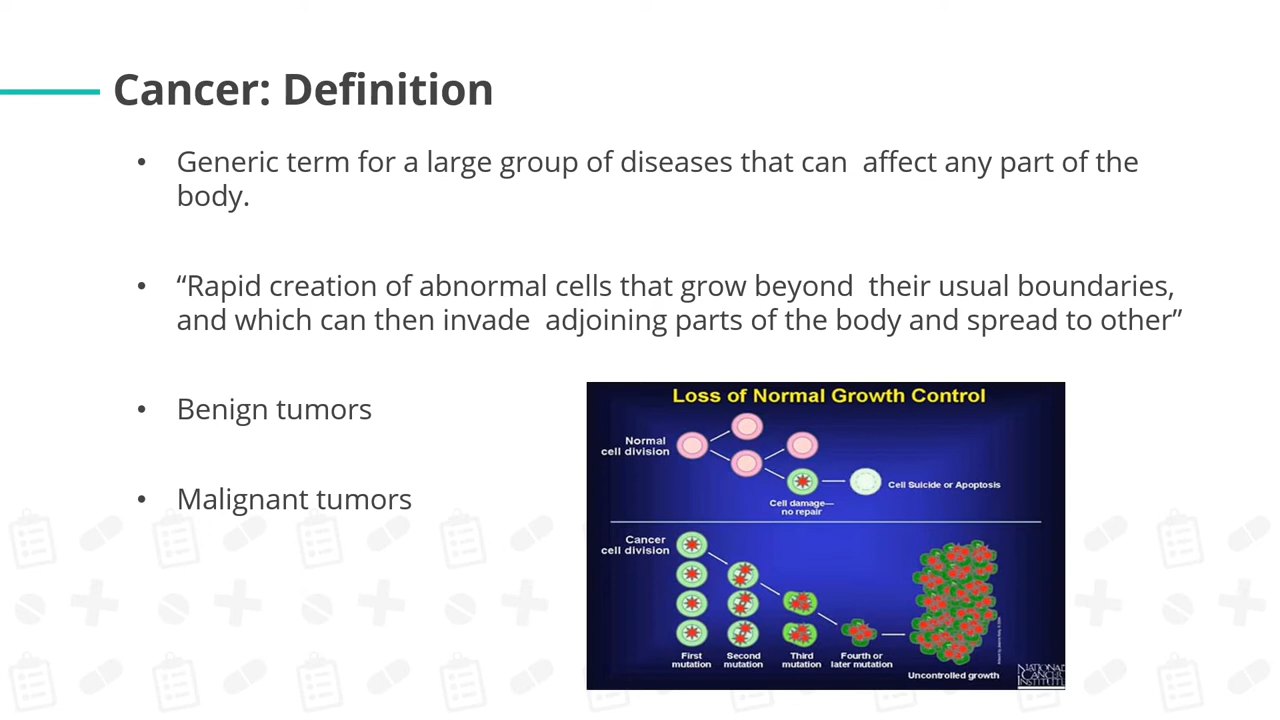 Cancer: Definition
• Generic term for a large group of diseases that can  affect any part of the
body.
• “Rapid creation of abnormal cells that grow beyond  their usual boundaries,
and which can then invade  adjoining parts of the body and spread to other”
• Benign tumors
• Malignant tumors
Loss of Normal Growth Control
Normal
cell division
Cell Suicide or Apoptosis
Cell damage—
no repair
Cancer
cell division
First
mutation
Second
mutation
Third
mutation
Fourth or
later mutation
Uncontrolled growth
NATIONAL
CANCER
INSTITUTE